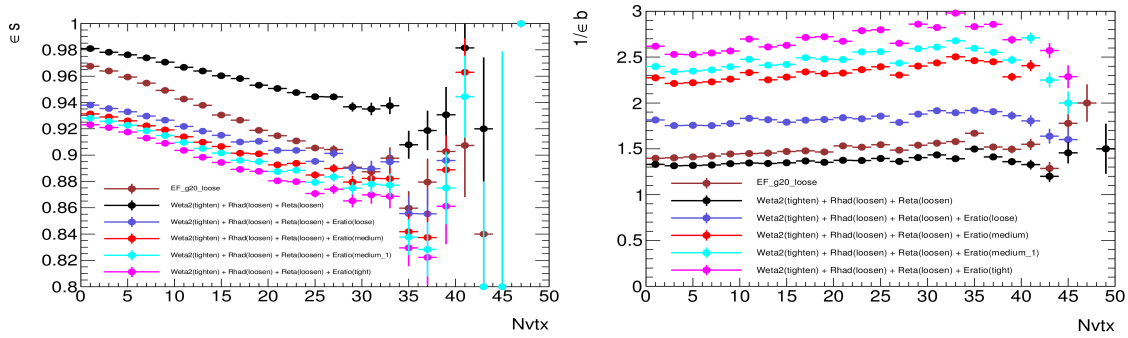 ϵ s
1
0.98
0.96
0.94
0.92
0.9
0.88
0.86
0.84
0.82
0.8
EF_g20_loose
Weta2(tighten) + Rhad(loosen) + Reta(loosen)
Weta2(tighten) + Rhad(loosen) + Reta(loosen) + Eratio(loose)
Weta2(tighten) + Rhad(loosen) + Reta(loosen) + Eratio(medium)
Weta2(tighten) + Rhad(loosen) + Reta(loosen) + Eratio(medium_1)
Weta2(tighten) + Rhad(loosen) + Reta(loosen) + Eratio(tight)
0 5 10 15 20 25 30 35 40 45 50
Nvtx
1/ϵ b
3
2.5
2
1.5
1
0.5
0
EF_g20_loose
Weta2(tighten) + Rhad(loosen) + Reta(loosen)
Weta2(tighten) + Rhad(loosen) + Reta(loosen) + Eratio(loose)
Weta2(tighten) + Rhad(loosen) + Reta(loosen) + Eratio(medium)
Weta2(tighten) + Rhad(loosen) + Reta(loosen) + Eratio(medium_1)
Weta2(tighten) + Rhad(loosen) + Reta(loosen) + Eratio(tight)
0 5 10 15 20 25 30 35 40 45 50
Nvtx